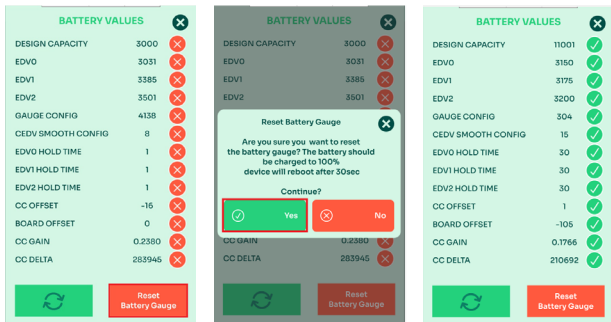 BATTERY VALUES
DESIGN CAPACITY 3000
EDV0 3031
EDV1 3385
EDV2 3501
GAUGE CONFIG 4138
CEDV SMOOTH CONFIG 8
EDV0 HOLD TIME 1
EDV1 HOLD TIME 1
EDV2 HOLD TIME 1
CC OFFSET -16
BOARD OFFSET 0
CC GAIN 0.2380
CC DELTA 283945
Reset
Battery Gauge
BATTERY VALUES
DESIGN CAPACITY 3000
EDV0 3031
EDV1 3385
EDV2 3501
Reset Battery Gauge
Are you sure you want to reset
the battery gauge? The battery should
be charged to 100%
device will reboot after 30sec
Continue?
Yes
No
CC GAIN 0.2380
CC DELTA 283945
Reset
Battery Gauge
BATTERY VALUES
DESIGN CAPACITY 11001
EDV0 3150
EDV1 3175
EDV2 3200
GAUGE CONFIG 304
CEDV SMOOTH CONFIG 15
EDV0 HOLD TIME 30
EDV1 HOLD TIME 30
EDV2 HOLD TIME 30
CC OFFSET 1
BOARD OFFSET -105
CC GAIN 0.1766
CC DELTA 210692
Reset
Battery Gauge